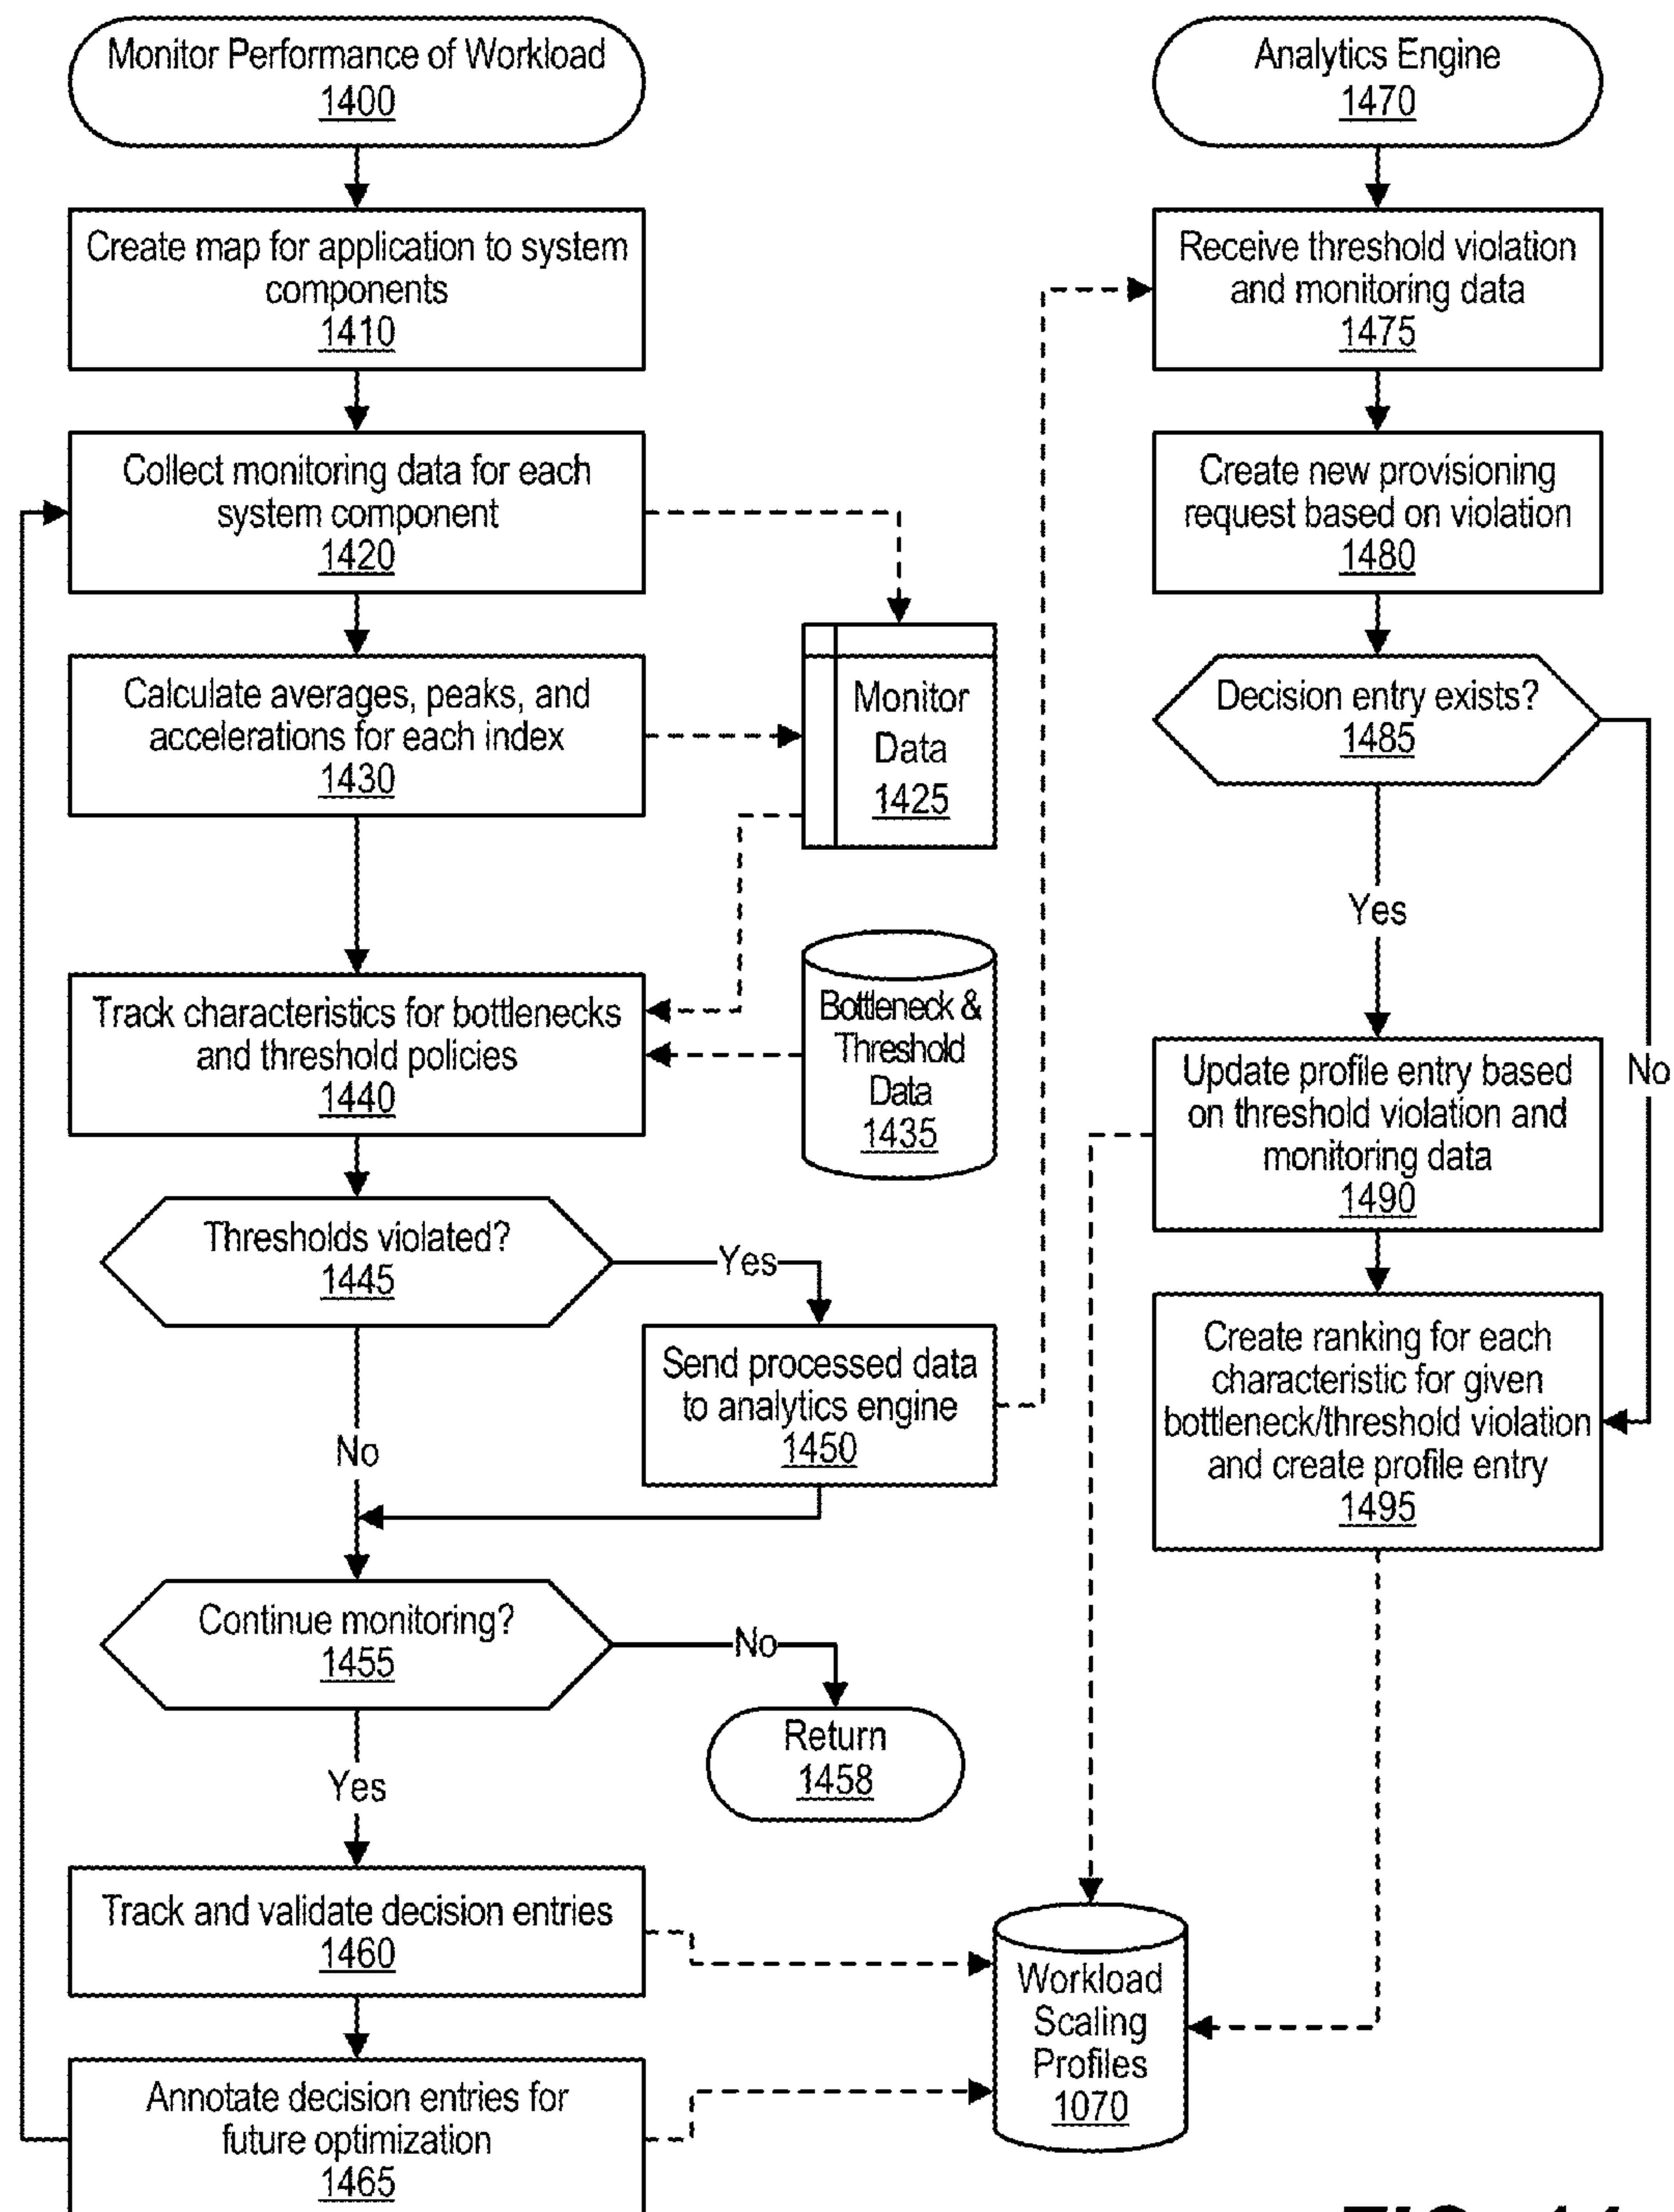 Monitor Performance of Workload
1400
Create map for application to system
components
1410
Collect monitoring data for each
system component
1420
Calculate averages, peaks, and
accelerations for each index
1430
Monitor
Data
1425
Track characteristics for bottlenecks
and threshold policies
1440
Bottleneck &
Threshold
Data
1435
Thresholds violated?
1445
Yes
Send processed data
to analytics engine
1450
No
Continue monitoring?
1455
No
Return
1458
Yes
Track and validate decision entries
1460
Annotate decision entries for
future optimization
1465
Workload
Scaling
Profiles
1070
Analytics Engine
1470
Receive threshold violation
and monitoring data
1475
Create new provisioning
request based on violation
1480
Decision entry exists?
1485
Yes
No
Update profile entry based
on threshold violation and
monitoring data
1490
Create ranking for each
characteristic for given
bottleneck/threshold violation
and create profile entry
1495